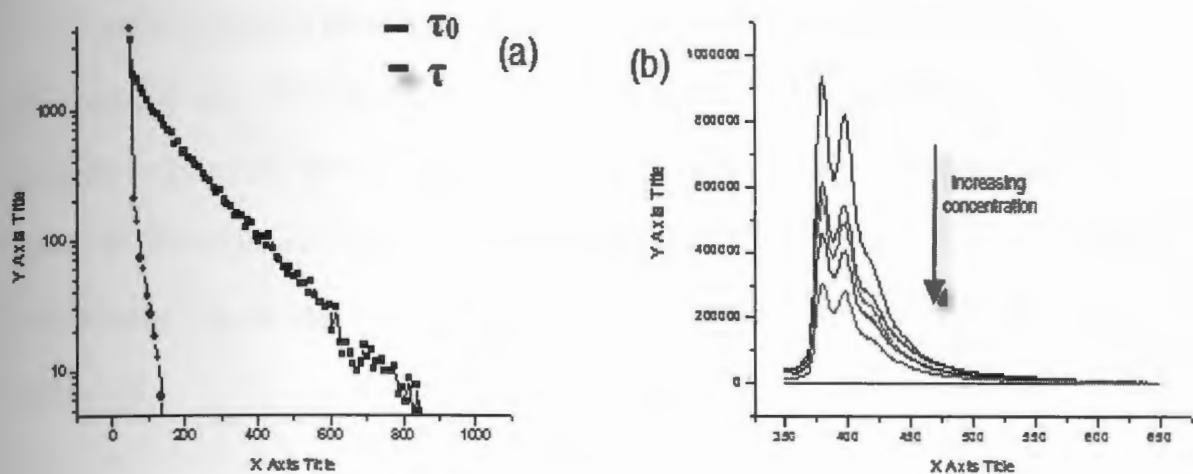 τ0
τ
(a)
1000
100
10
Y Axis Title
0
200
400
600
800
1000
X Axis Title
(b)
1000000
800000
600000
400000
200000
0
Y Axis Title
Increasing
concentration
400
450
500
550
600
650
X Axis Title